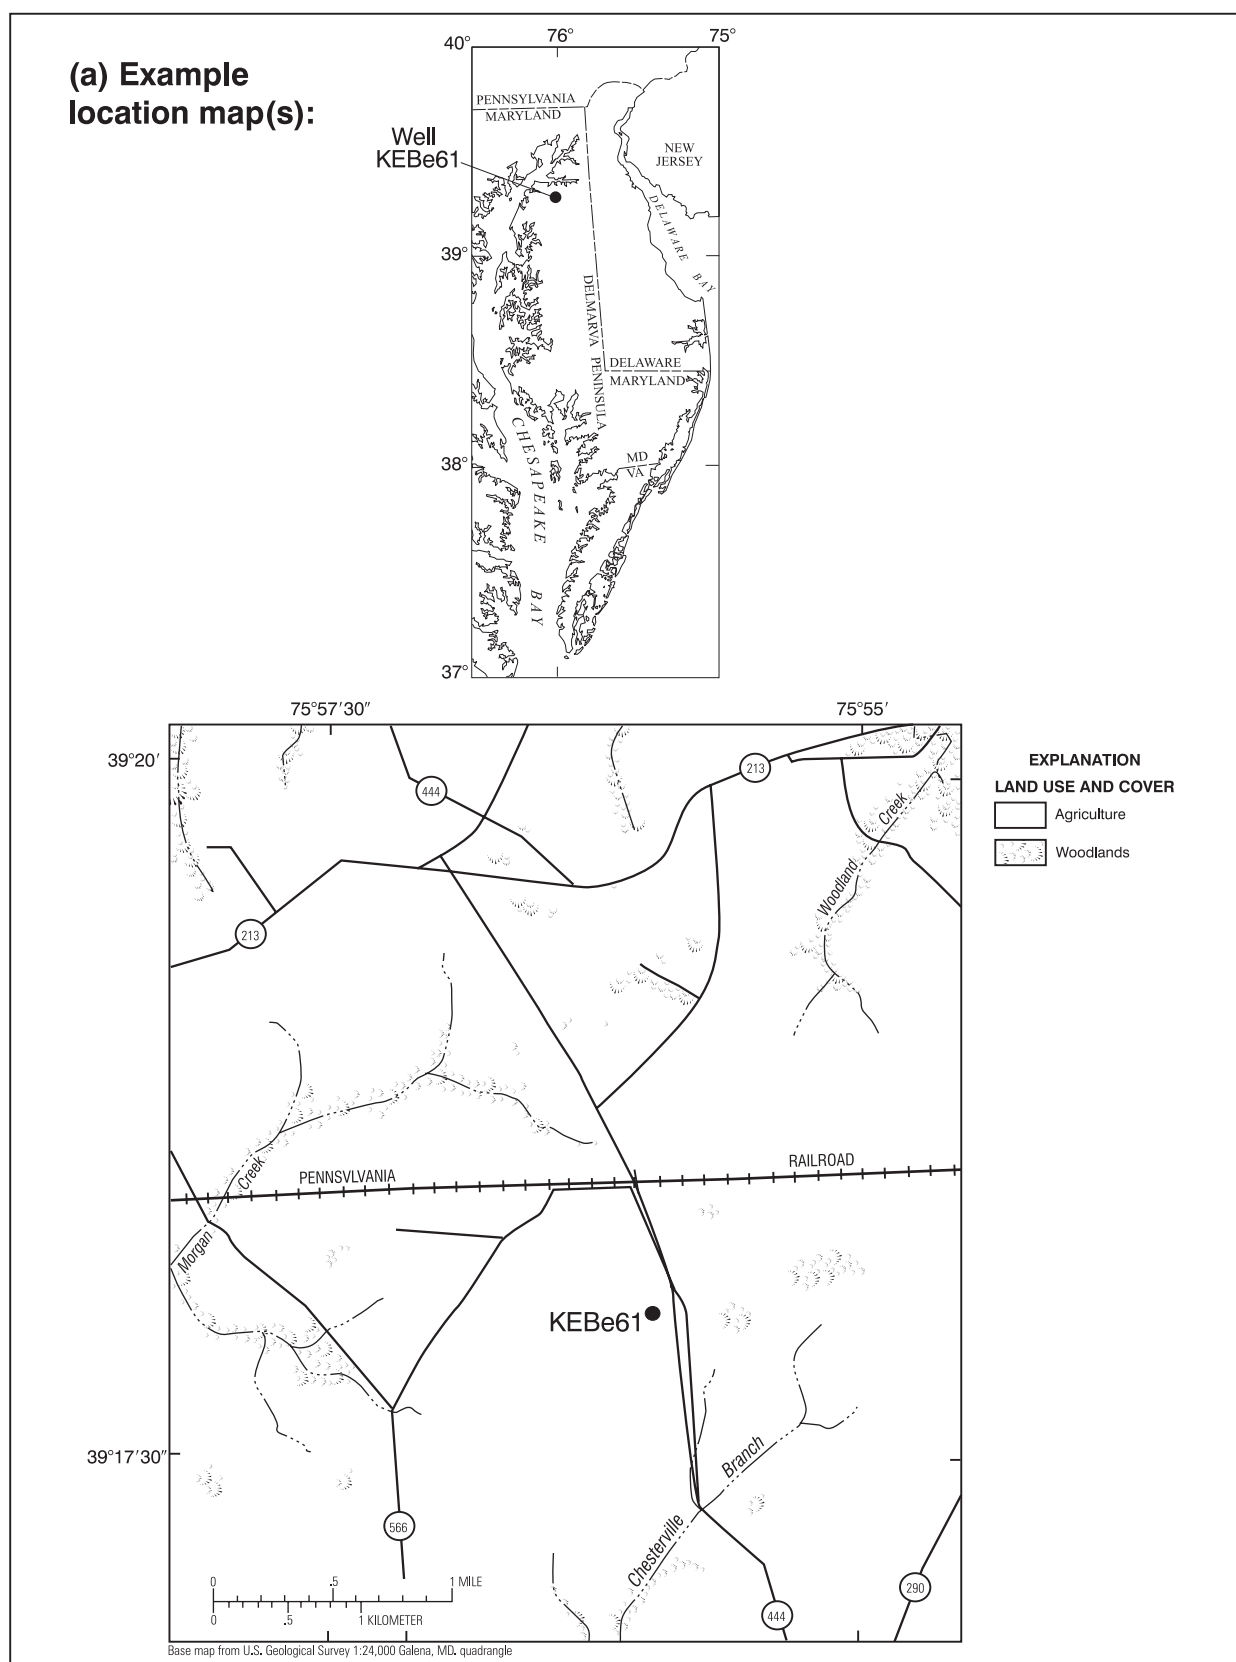 (a) Example
location map(s):
40°
76°
75°
PENNSYLVANIA
MARYLAND
Well
KEBe61
NEW
JERSEY
DELAWARE BAY
39°
DELMARVA PENINSULA
DELAWARE
MARYLAND
CHESAPEAKE BAY
38°
MD
VA
37°
75°57'30"
75°55'
39°20'
213
444
EXPLANATION
LAND USE AND COVER
Agriculture
Woodlands
Woodland Creek
213
PENNSVLVANIA
RAILROAD
Morgan Creek
KEBe61
39°17'30"
Chesterville Branch
566
0 .5 1 MILE
0 .5 1 KILOMETER
290
444
Base map from U.S. Geological Survey 1:24,000 Galena, MD. quadrangle